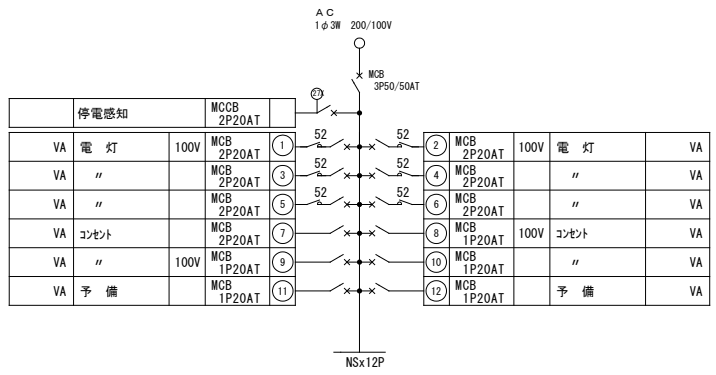 AC
1φ3W 200/100V
MCB
3P50/50AT
27X
停電感知 MCCB
2P20AT
VA 電 灯 100V MCB
2P20AT ① 52 52 ② MCB
2P20AT 100V 電 灯 VA
VA 〃 MCB
2P20AT ③ 52 52 ④ MCB
2P20AT 〃 VA
VA 〃 MCB
2P20AT ⑤ 52 52 ⑥ MCB
2P20AT 〃 VA
VA コンセント MCB
2P20AT ⑦ ⑧ MCB
1P20AT 100V コンセント VA
VA 〃 100V MCB
1P20AT ⑨ ⑩ MCB
1P20AT 〃 VA
VA 予 備 MCB
1P20AT ⑪ ⑫ MCB
1P20AT 予 備 VA
NSx12P